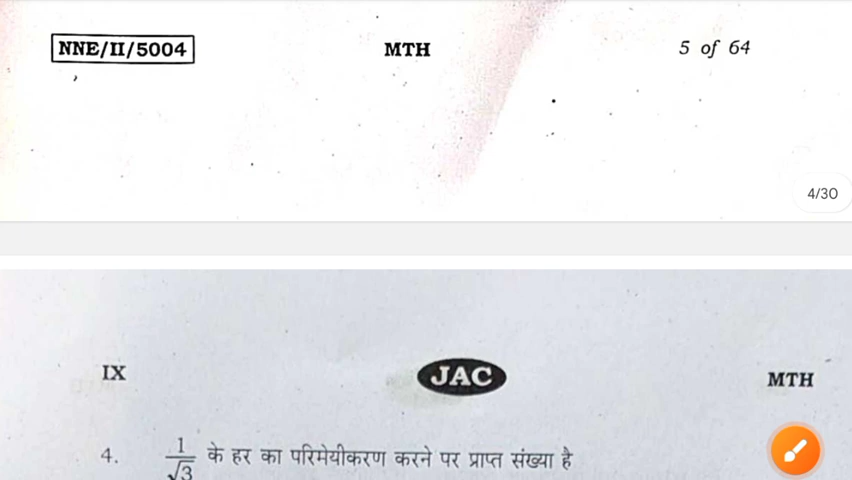 NNE/II/5004 MTH 5 of 64
4/30
IX JAC MTH
4. 1/√3 के हर का परिमेयीकरण करने पर प्राप्त संख्या है